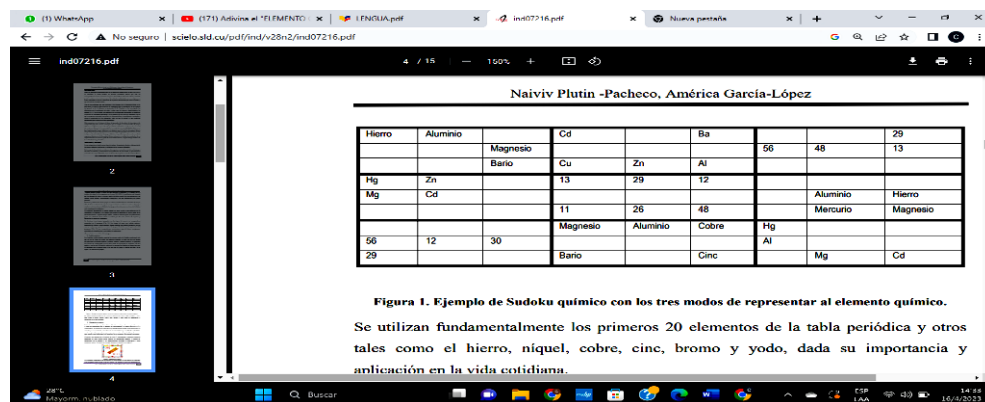 (1) WhatsApp (171) Adivina el "ELEMENTO LENGUA.pdf ind07216.pdf Nueva pestaña
No seguro scielo.sld.cu/pdf/ind/v28n2/ind07216.pdf
ind07216.pdf 4 / 15 150%
Naiviv Plutin -Pacheco, América García-López
Hierro Aluminio Cd Ba 29
Magnesio 56 48 13
Bario Cu Zn Al
Hg Zn 13 29 12
Mg Cd Aluminio Hierro
11 26 48 Mercurio Magnesio
Magnesio Aluminio Cobre Hg
56 12 30 Al
29 Bario Cinc Mg Cd
Figura 1. Ejemplo de Sudoku químico con los tres modos de representar al elemento químico.
Se utilizan fundamentalmente los primeros 20 elementos de la tabla periódica y otros
tales como el hierro, níquel, cobre, cinc, bromo y yodo, dada su importancia y
aplicación en la vida cotidiana.
2
3
4
28°C
Mayorm. nublado
Buscar
ESP
LAA
14:55
16/4/2023